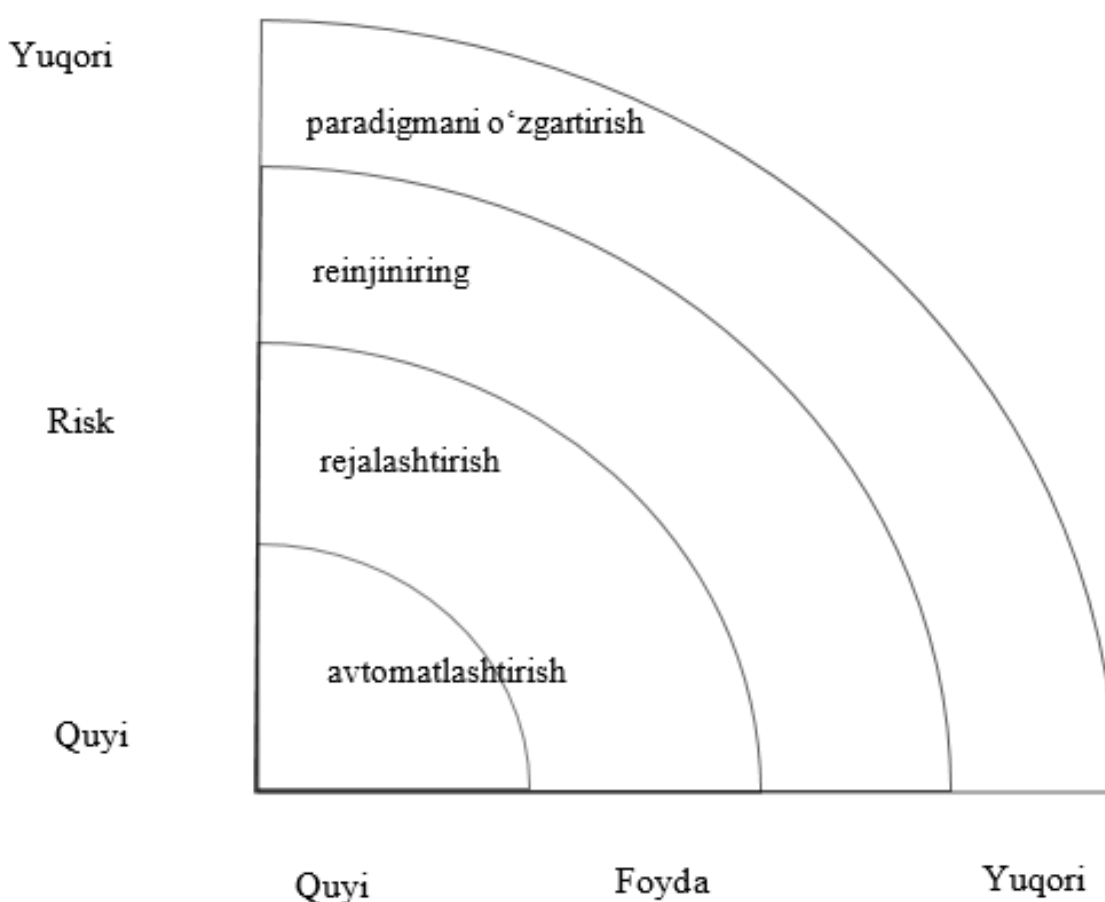 Yuqori
paradigmani o‘zgartirish
reinjiniring
Risk
rejalashtirish
avtomatlashtirish
Quyi
Quyi
Foyda
Yuqori